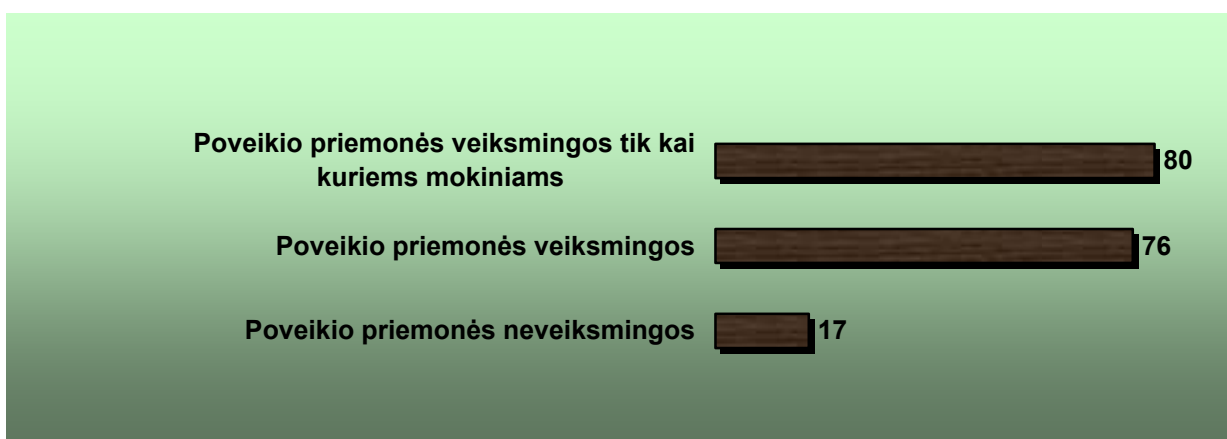 Poveikio priemonės veiksmingos tik kai
kuriems mokiniams
80
Poveikio priemonės veiksmingos
76
Poveikio priemonės neveiksmingos
17